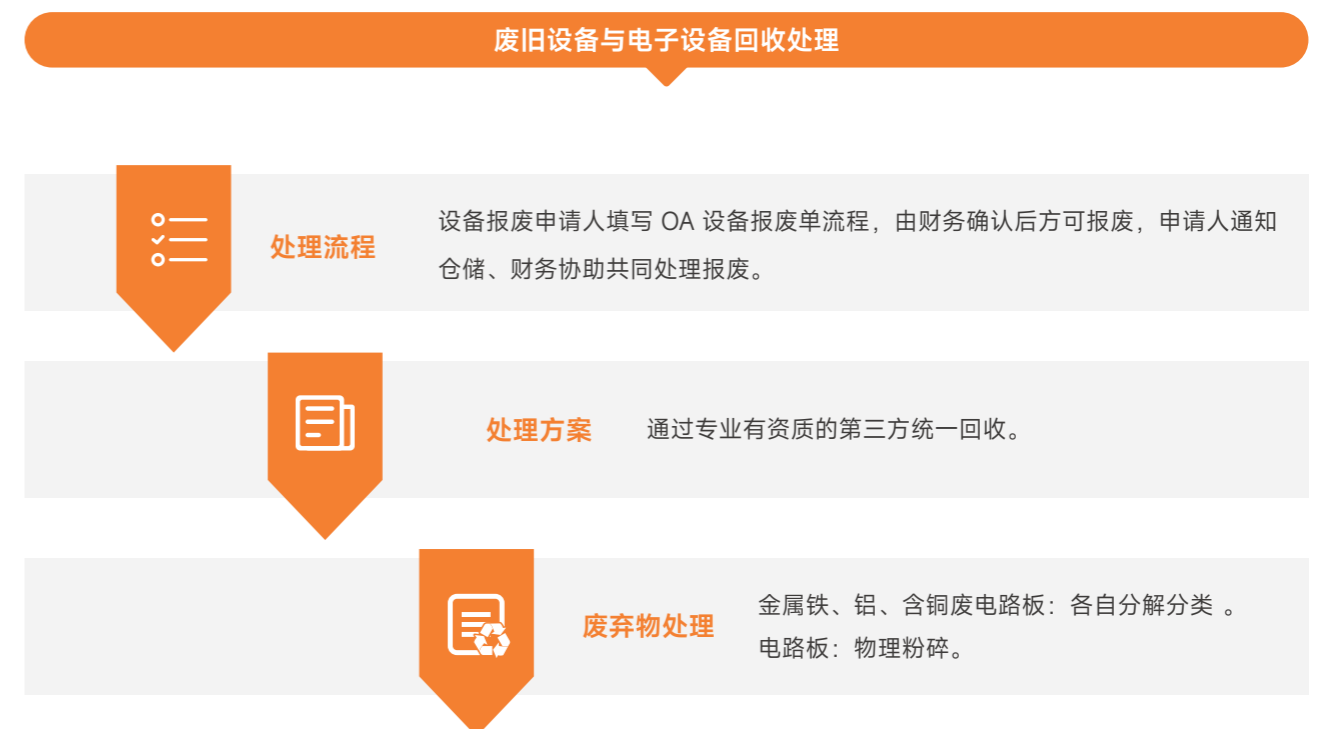 废旧设备与电子设备回收处理
处理流程
设备报废申请人填写 OA 设备报废单流程，由财务确认后方可报废，申请人通知
仓储、财务协助共同处理报废。
处理方案
通过专业有资质的第三方统一回收。
废弃物处理
金属铁、铝、含铜废电路板：各自分解分类 。
电路板：物理粉碎。